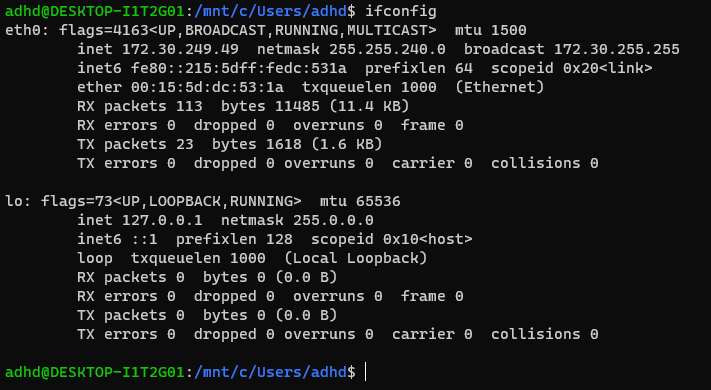 adhd@DESKTOP-I1T2G01:/mnt/c/Users/adhd$ ifconfig
eth0: flags=4163<UP,BROADCAST,RUNNING,MULTICAST>  mtu 1500
        inet 172.30.249.49  netmask 255.255.240.0  broadcast 172.30.255.255
        inet6 fe80::215:5dff:fedc:531a  prefixlen 64  scopeid 0x20<link>
        ether 00:15:5d:dc:53:1a  txqueuelen 1000  (Ethernet)
        RX packets 113  bytes 11485 (11.4 KB)
        RX errors 0  dropped 0  overruns 0  frame 0
        TX packets 23  bytes 1618 (1.6 KB)
        TX errors 0  dropped 0 overruns 0  carrier 0  collisions 0

lo: flags=73<UP,LOOPBACK,RUNNING>  mtu 65536
        inet 127.0.0.1  netmask 255.0.0.0
        inet6 ::1  prefixlen 128  scopeid 0x10<host>
        loop  txqueuelen 1000  (Local Loopback)
        RX packets 0  bytes 0 (0.0 B)
        RX errors 0  dropped 0  overruns 0  frame 0
        TX packets 0  bytes 0 (0.0 B)
        TX errors 0  dropped 0 overruns 0  carrier 0  collisions 0

adhd@DESKTOP-I1T2G01:/mnt/c/Users/adhd$